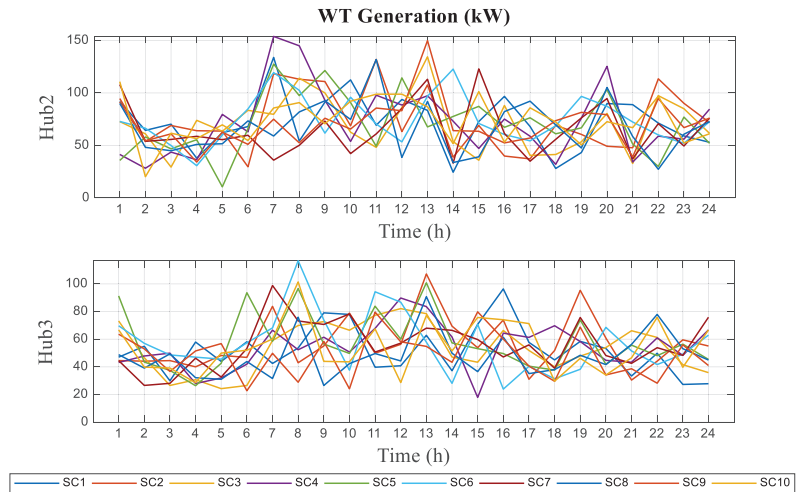 WT Generation (kW)
150
100
50
0
Hub2
1 2 3 4 5 6 7 8 9 10 11 12 13 14 15 16 17 18 19 20 21 22 23 24
Time (h)
100
80
60
40
20
0
Hub3
1 2 3 4 5 6 7 8 9 10 11 12 13 14 15 16 17 18 19 20 21 22 23 24
Time (h)
SC1 SC2 SC3 SC4 SC5 SC6 SC7 SC8 SC9 SC10